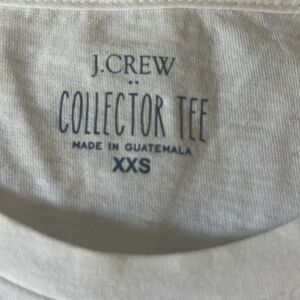 J.CREW
COLLECTOR TEE
MADE IN GUATEMALA
XXS